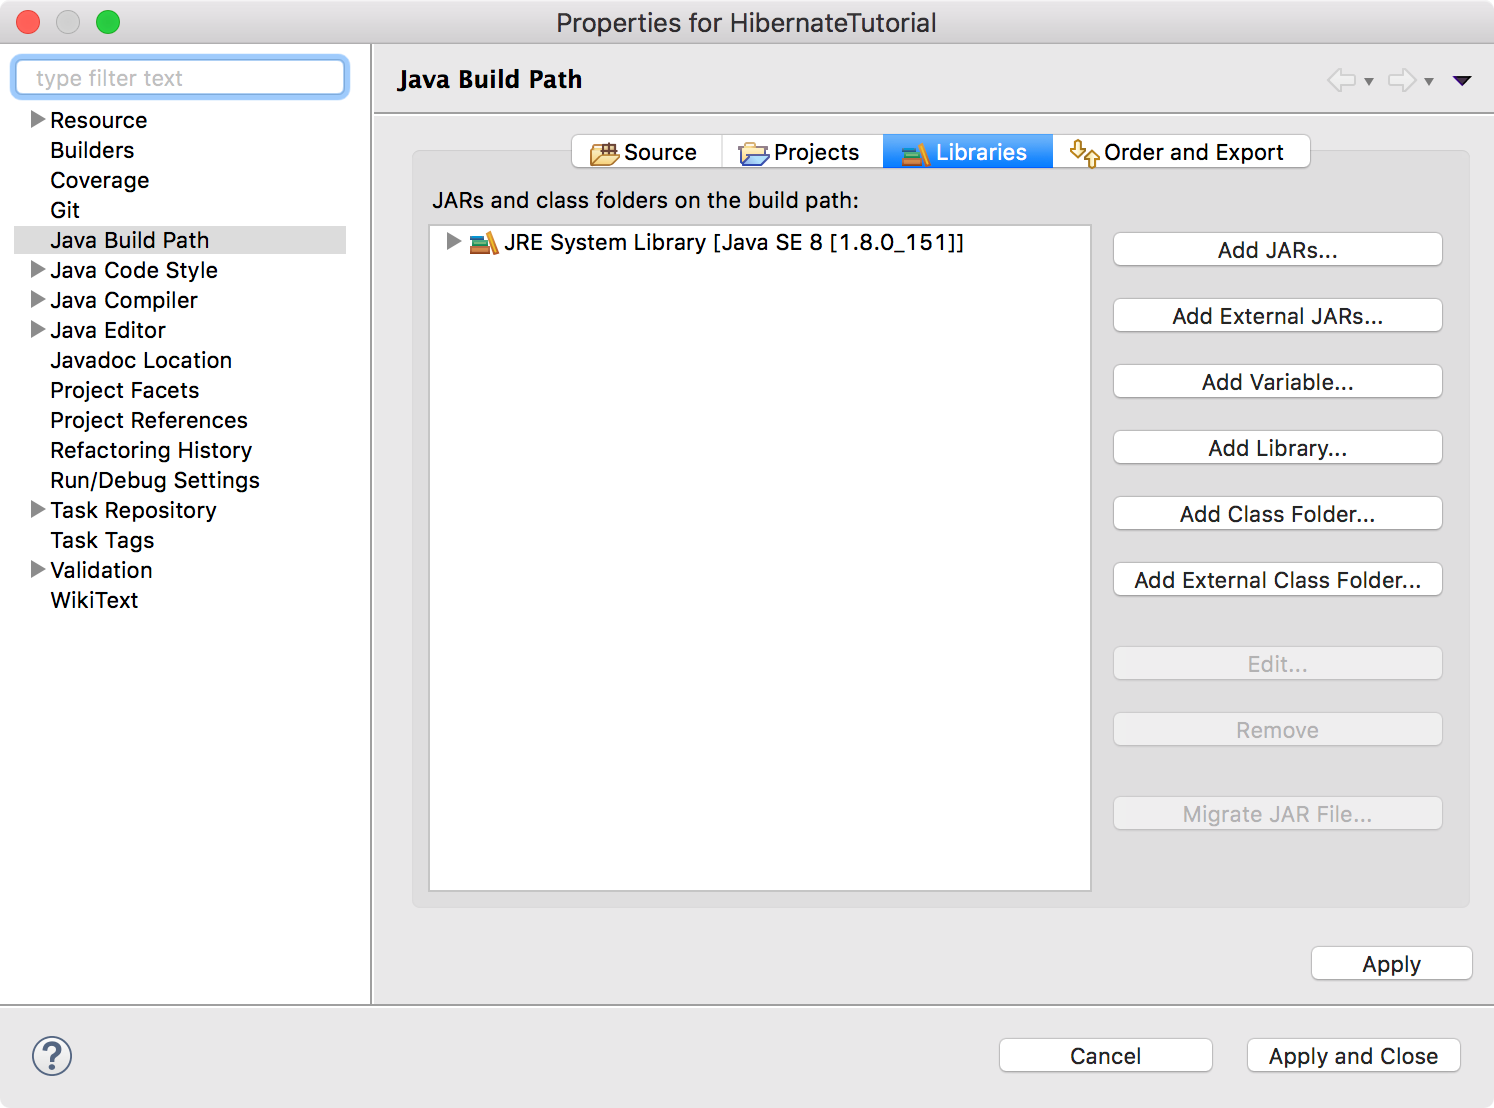 Properties for HibernateTutorial
type filter text
Resource
Builders
Coverage
Git
Java Build Path
Java Code Style
Java Compiler
Java Editor
Javadoc Location
Project Facets
Project References
Refactoring History
Run/Debug Settings
Task Repository
Task Tags
Validation
WikiText
Java Build Path
Source Projects Libraries Order and Export
JARs and class folders on the build path:
JRE System Library [Java SE 8 [1.8.0_151]]
Add JARs...
Add External JARs...
Add Variable...
Add Library...
Add Class Folder...
Add External Class Folder...
Edit...
Remove
Migrate JAR File...
Apply
?
Cancel Apply and Close